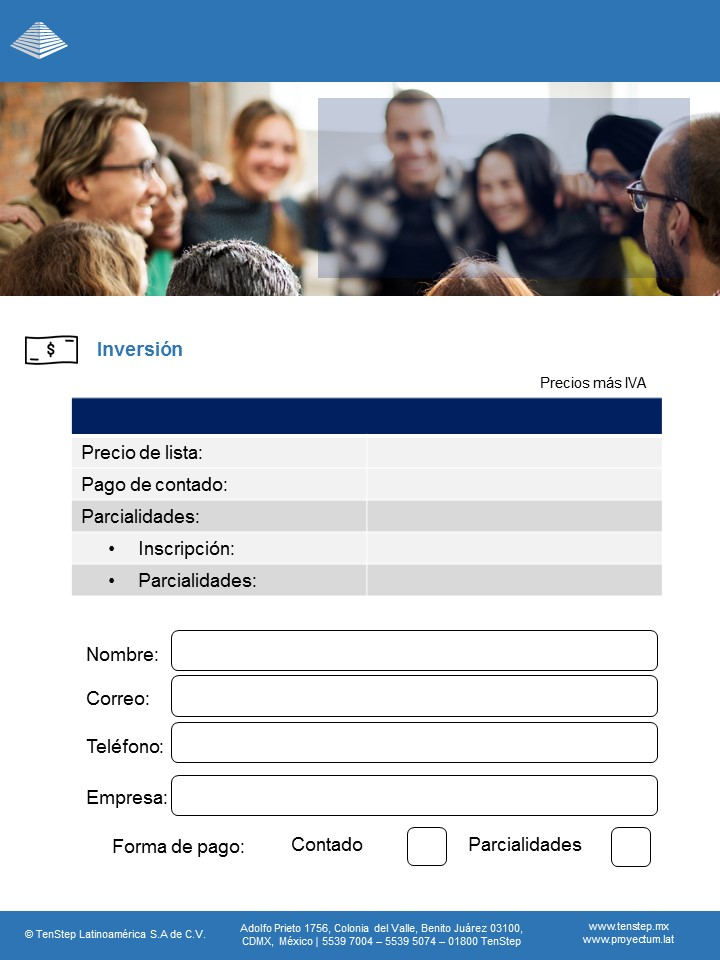 $
Inversión
Precios más IVA
Precio de lista:
Pago de contado:
Parcialidades:
• Inscripción:
• Parcialidades:
Nombre:
Correo:
Teléfono:
Empresa:
Forma de pago: Contado Parcialidades
© TenStep Latinoamérica S.A de C.V.
Adolfo Prieto 1756, Colonia del Valle, Benito Juárez 03100,
CDMX, México | 5539 7004 – 5539 5074 – 01800 TenStep
www.tenstep.mx
www.proyectum.lat